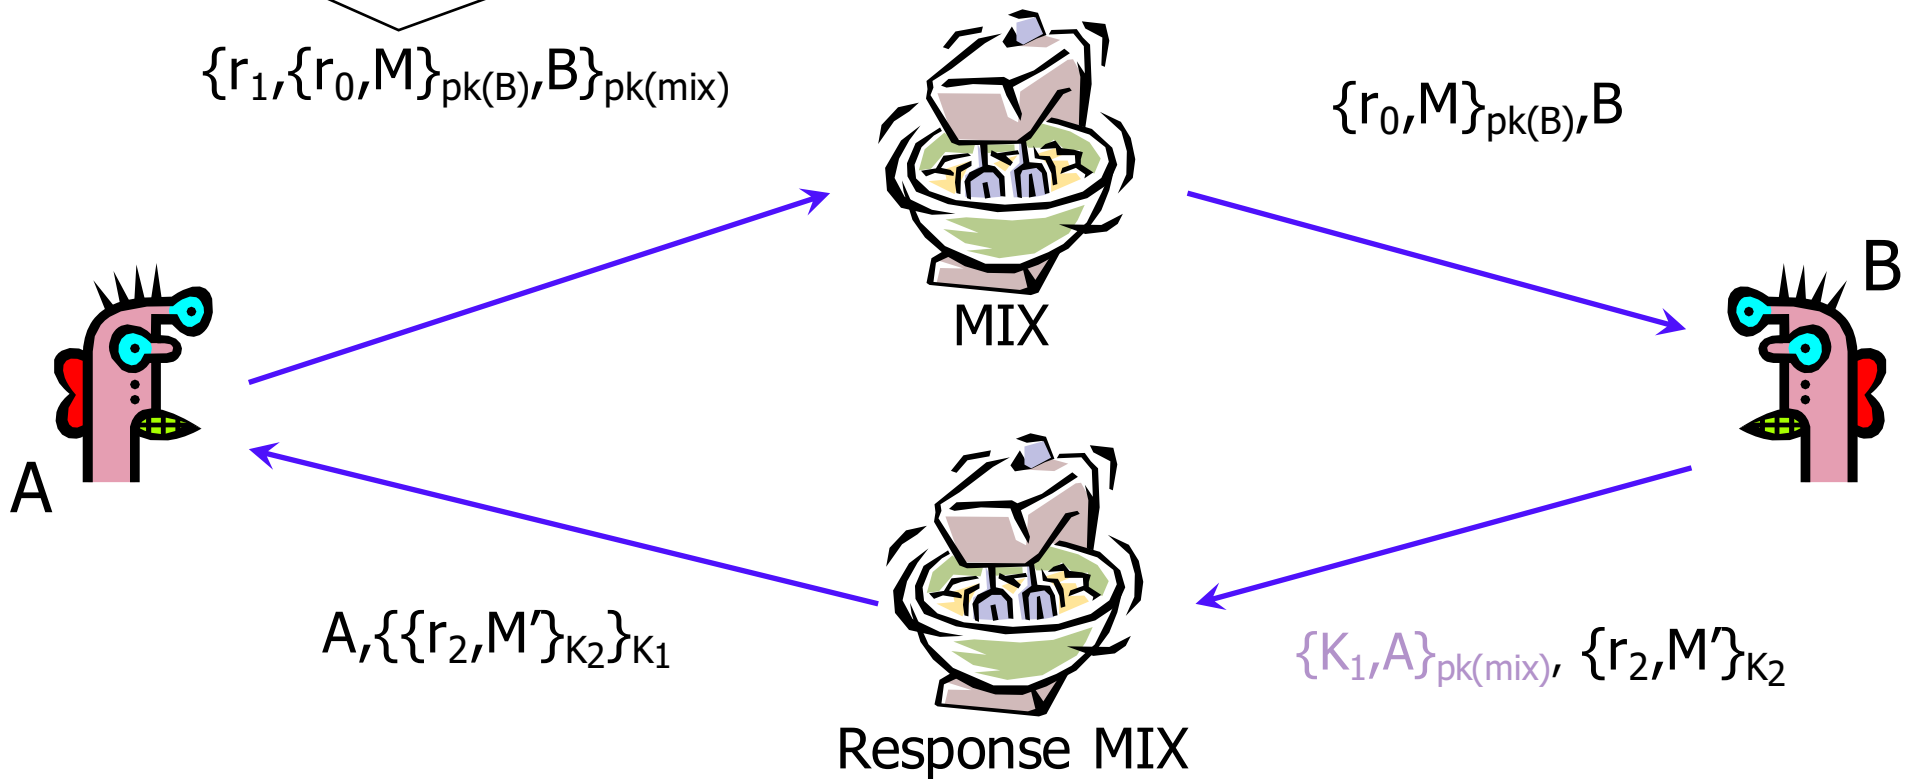 {r₁,{r₀,M}pk(B),B}pk(mix)
{r₀,M}pk(B),B
MIX
B
A
A,{{r₂,M’}K₂}K₁
{K₁,A}pk(mix), {r₂,M’}K₂
Response MIX